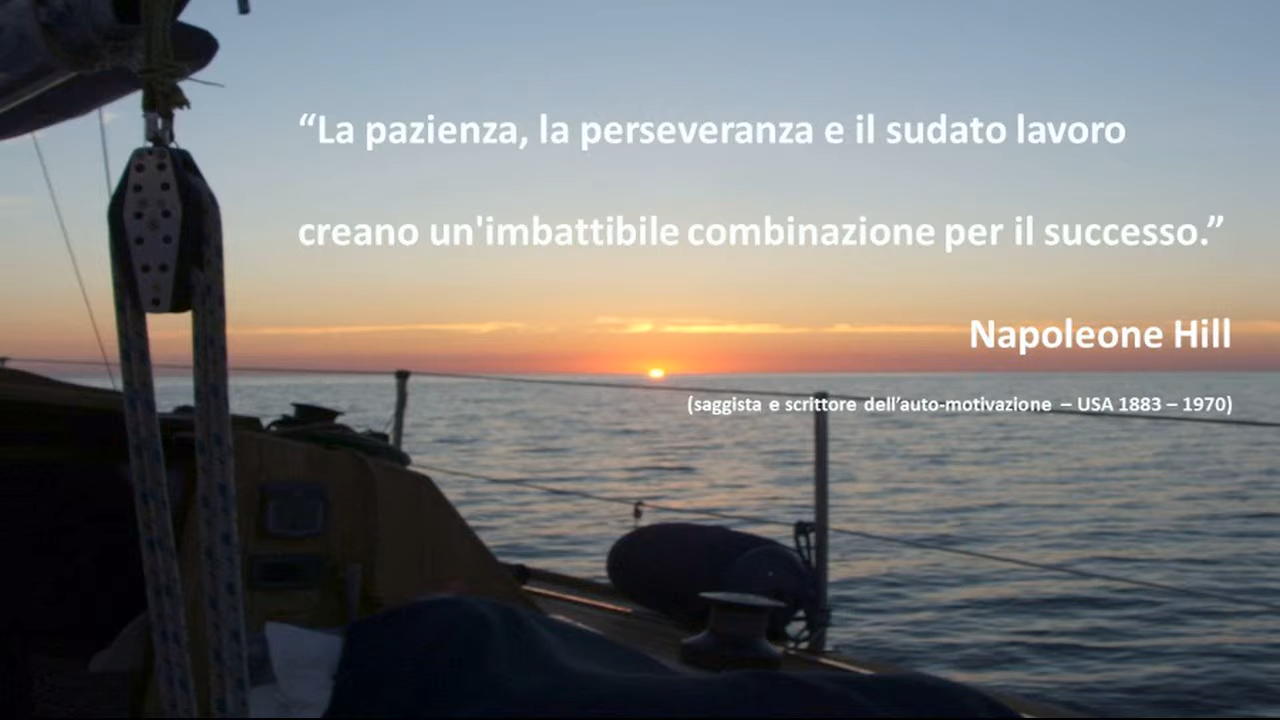 “La pazienza, la perseveranza e il sudato lavoro
creano un'imbattibile combinazione per il successo.”
Napoleone Hill
(saggista e scrittore dell’auto-motivazione – USA 1883 – 1970)